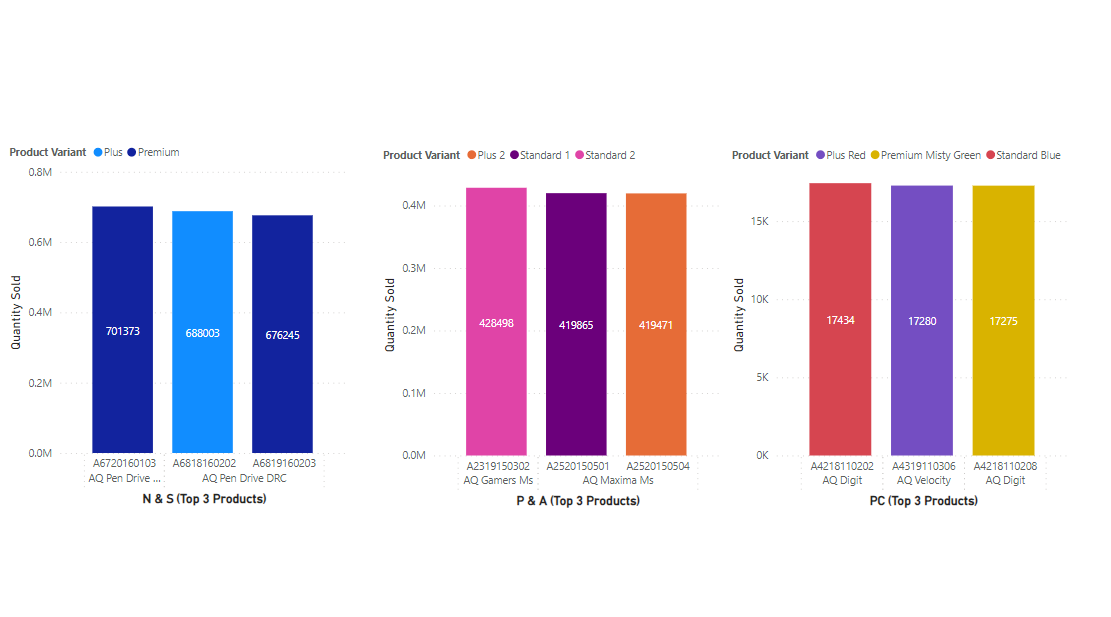 Product Variant Plus Premium
0.8M
0.6M
0.4M
0.2M
0.0M
Quantity Sold
701373
688003
676245
A6720160103 A6818160202 A6819160203
AQ Pen Drive ... AQ Pen Drive DRC
N & S (Top 3 Products)
Product Variant Plus 2 Standard 1 Standard 2
0.4M
0.3M
0.2M
0.1M
0.0M
Quantity Sold
428498
419865
419471
A2319150302 A2520150501 A2520150504
AQ Gamers Ms AQ Maxima Ms
P & A (Top 3 Products)
Product Variant Plus Red Premium Misty Green Standard Blue
15K
10K
5K
0K
Quantity Sold
17434
17280
17275
A4218110202 A4319110306 A4218110208
AQ Digit AQ Velocity AQ Digit
PC (Top 3 Products)